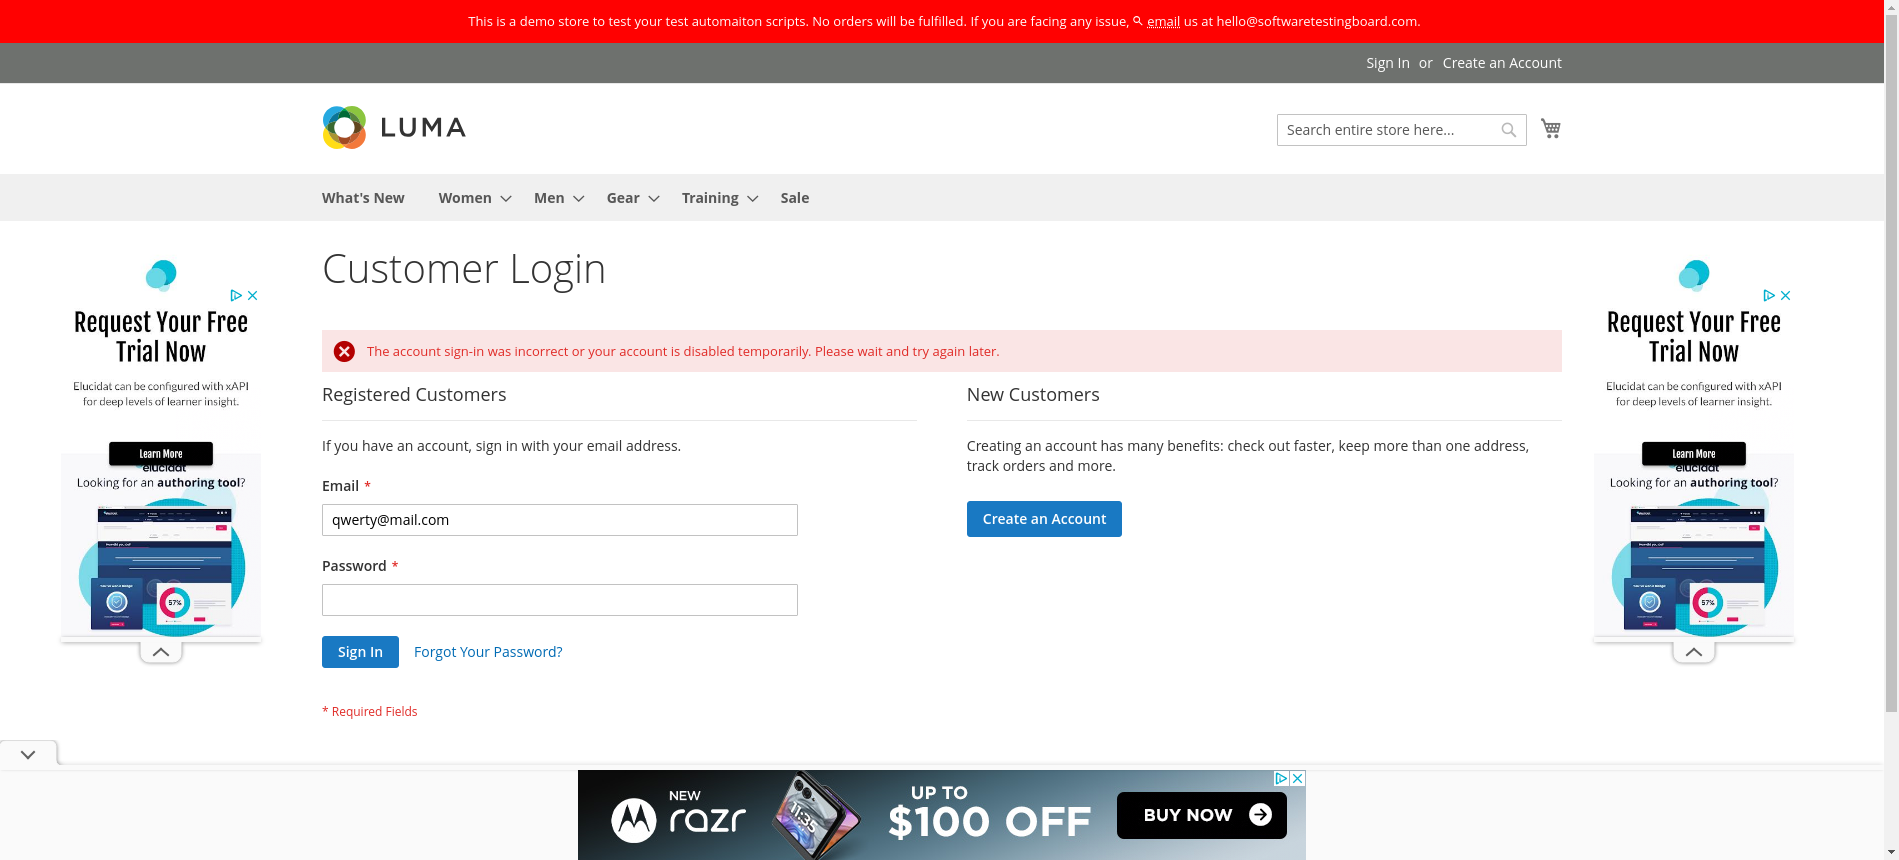 This is a demo store to test your test automaiton scripts. No orders will be fulfilled. If you are facing any issue, email us at hello@softwaretestingboard.com.
Sign In or Create an Account
LUMA
Search entire store here...
What's New Women Men Gear Training Sale
Customer Login
The account sign-in was incorrect or your account is disabled temporarily. Please wait and try again later.
Registered Customers
If you have an account, sign in with your email address.
Email *
qwerty@mail.com
Password *
Sign In Forgot Your Password?
* Required Fields
New Customers
Creating an account has many benefits: check out faster, keep more than one address,
track orders and more.
Create an Account
Request Your Free
Trial Now
Elucidat can be configured with xAPI
for deep levels of learner insight.
Learn More
elucidat
Looking for an authoring tool?
57%
Request Your Free
Trial Now
Elucidat can be configured with xAPI
for deep levels of learner insight.
Learn More
elucidat
Looking for an authoring tool?
57%
NEW
razr
11:35
UP TO
$100 OFF
BUY NOW